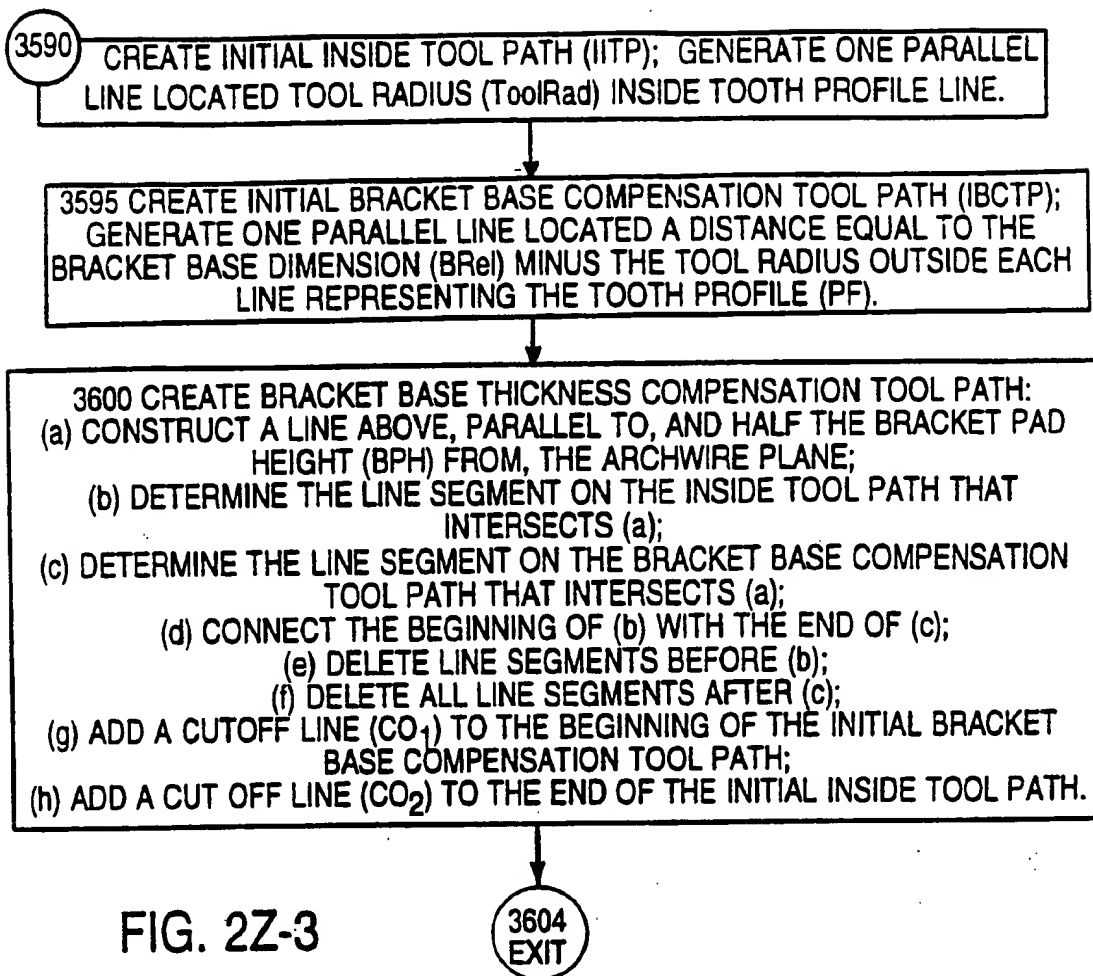 3590
CREATE INITIAL INSIDE TOOL PATH (IITP); GENERATE ONE PARALLEL
LINE LOCATED TOOL RADIUS (ToolRad) INSIDE TOOTH PROFILE LINE.
3595 CREATE INITIAL BRACKET BASE COMPENSATION TOOL PATH (IBCTP);
GENERATE ONE PARALLEL LINE LOCATED A DISTANCE EQUAL TO THE
BRACKET BASE DIMENSION (BRel) MINUS THE TOOL RADIUS OUTSIDE EACH
LINE REPRESENTING THE TOOTH PROFILE (PF).
3600 CREATE BRACKET BASE THICKNESS COMPENSATION TOOL PATH:
(a) CONSTRUCT A LINE ABOVE, PARALLEL TO, AND HALF THE BRACKET PAD
HEIGHT (BPH) FROM, THE ARCHWIRE PLANE;
(b) DETERMINE THE LINE SEGMENT ON THE INSIDE TOOL PATH THAT
INTERSECTS (a);
(c) DETERMINE THE LINE SEGMENT ON THE BRACKET BASE COMPENSATION
TOOL PATH THAT INTERSECTS (a);
(d) CONNECT THE BEGINNING OF (b) WITH THE END OF (c);
(e) DELETE LINE SEGMENTS BEFORE (b);
(f) DELETE ALL LINE SEGMENTS AFTER (c);
(g) ADD A CUTOFF LINE (CO1) TO THE BEGINNING OF THE INITIAL BRACKET
BASE COMPENSATION TOOL PATH;
(h) ADD A CUT OFF LINE (CO2) TO THE END OF THE INITIAL INSIDE TOOL PATH.
3604
EXIT
FIG. 2Z-3